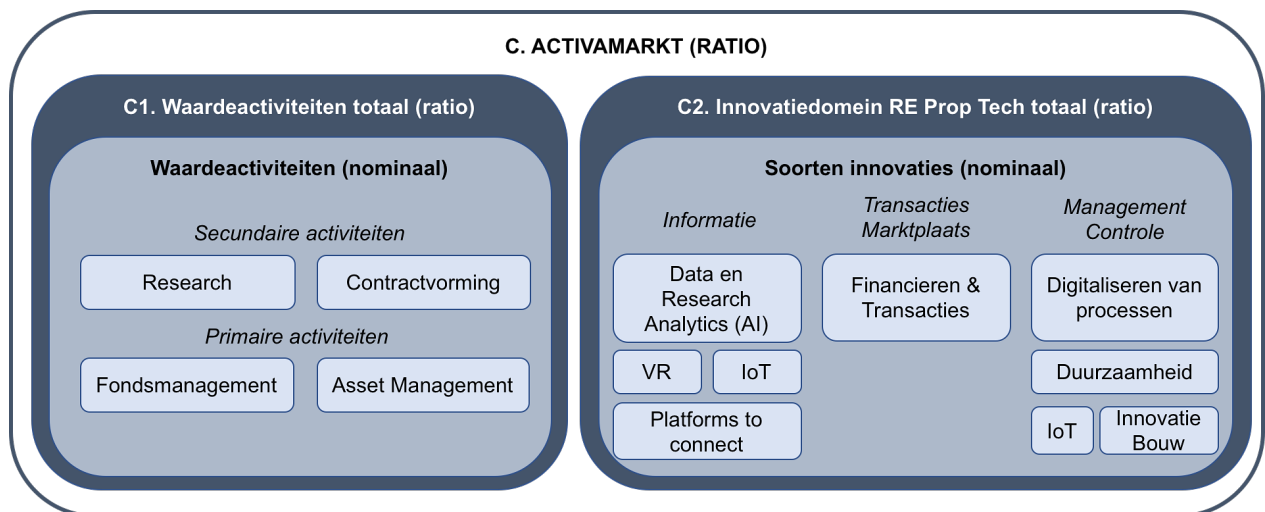 C. ACTIVAMARKT (RATIO)
C1. Waardeactiviteiten totaal (ratio)
Waardeactiviteiten (nominaal)
Secundaire activiteiten
Research
Contractvorming
Primaire activiteiten
Fondsmanagement
Asset Management
C2. Innovatiedomein RE Prop Tech totaal (ratio)
Soorten innovaties (nominaal)
Informatie
Data en
Research
Analytics (AI)
VR
IoT
Platforms to
connect
Transacties
Marktplaats
Financieren &
Transacties
Management
Controle
Digitaliseren van
processen
Duurzaamheid
IoT
Innovatie
Bouw